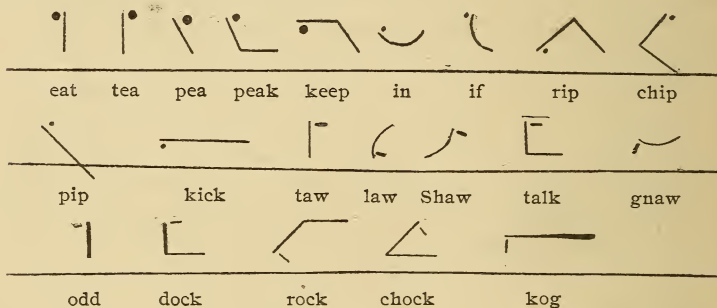 eat tea pea peak keep in if rip chip
pip kick taw law Shaw talk gnaw
odd dock rock chock kog